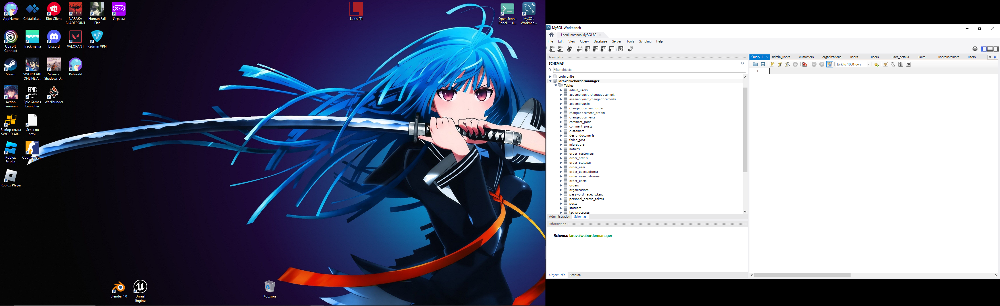 AppName
CristalixLa...
Riot Client
NARAKA
BLADEPOINT
Human Fall
Flat
Играем
Ubisoft
Connect
Trackmania
Discord
VALORANT
Radmin VPN
Steam
SWORD ART
ONLINE A...
Sekiro -
Shadows D...
Palworld
Action
Taimanin
EPIC
GAMES
Epic Games
Launcher
WarThunder
Выбор языка
SWORD AR...
Игры по
сети
Roblox
Studio
Counter-Str...
2
Roblox Player
Blender 4.0
Unreal
Engine
Корзина
Laitis (1)
Open Server
Panel — я...
MySQL
Workben...
MySQL Workbench
Local instance MySQL80
File Edit View Query Database Server Tools Scripting Help
Navigator
SCHEMAS
Filter objects
codeigniter
laravelwebordermanager
Tables
admin_users
assemblyunit_changedocument
assemblyunit_changedocuments
assemblyunits
changedocument_order
changedocument_orders
changedocuments
comment_post
comment_posts
customers
designdocuments
failed_jobs
migrations
notices
order_customers
order_status
order_statuses
order_user
order_usercustomer
order_usercustomers
order_users
orders
organizations
password_reset_tokens
personal_access_tokens
posts
statuses
techprocesses
Administration Schemas
Information
Schema: laravelwebordermanager
Object Info Session
Query 1 admin_users customers organizations users users user_details users usercustomers users
Limit to 1000 rows
1